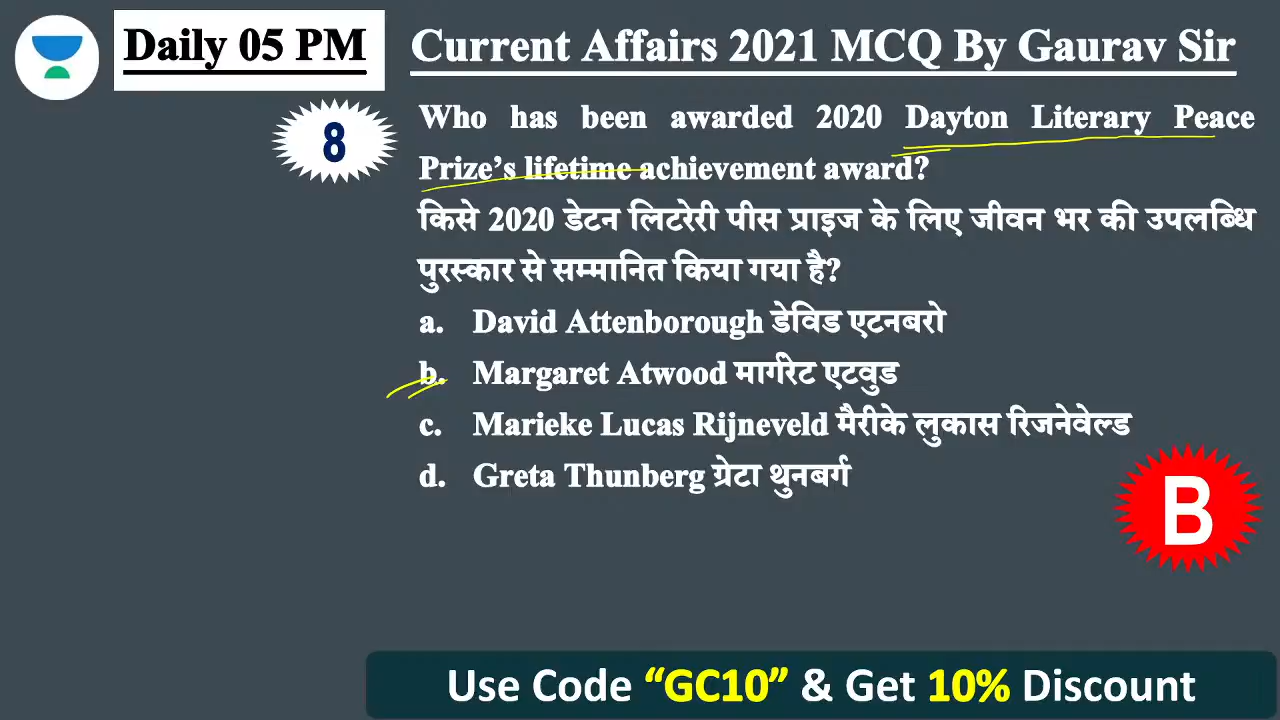 Daily 05 PM
Current Affairs 2021 MCQ By Gaurav Sir
8
Who has been awarded 2020 Dayton Literary Peace
Prize’s lifetime achievement award?
किसे 2020 डेटन लिटरेरी पीस प्राइज के लिए जीवन भर की उपलब्धि
पुरस्कार से सम्मानित किया गया है?
a. David Attenborough डेविड एटनबरो
b. Margaret Atwood मार्गरेट एटवुड
c. Marieke Lucas Rijneveld मैरीके लुकास रिजनेवेल्ड
d. Greta Thunberg ग्रेटा थुनबर्ग
B
Use Code “GC10” & Get 10% Discount